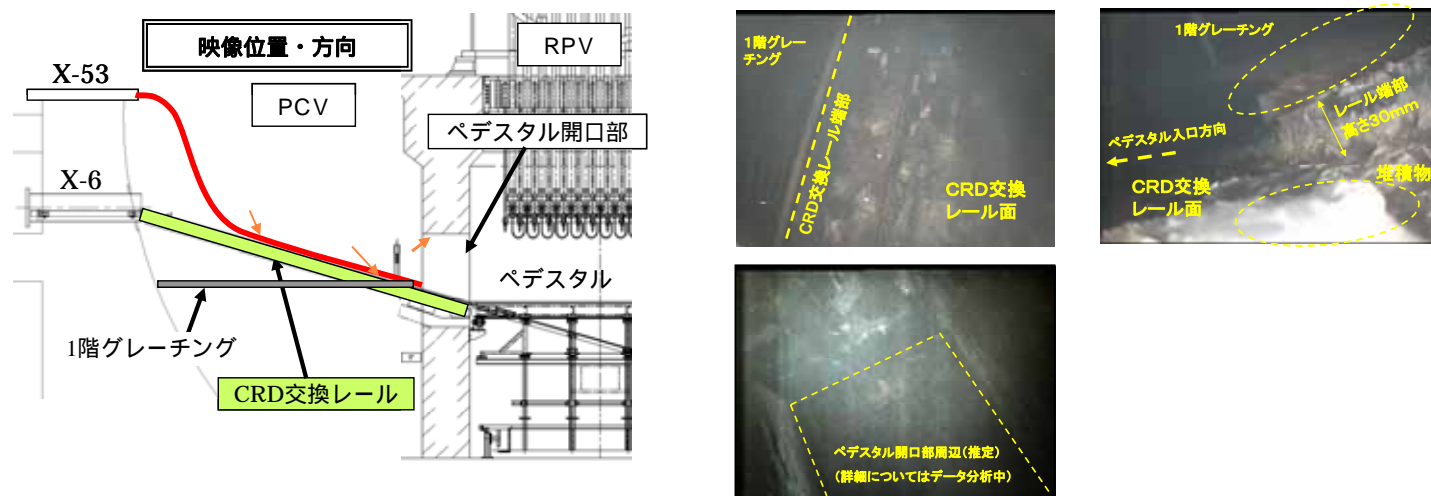 映像位置・方向
RPV
X-53
PCV
ペデスタル開口部
X-6
ペデスタル
1階グレーチング
CRD交換レール
1階グレー
チング
CRD交換レール端部
CRD交換
レール面
1階グレーチング
レール端部
高さ30mm
ペデスタル入口方向
堆積物
CRD交換
レール面
ペデスタル開口部周辺(推定)
(詳細についてはデータ分析中)